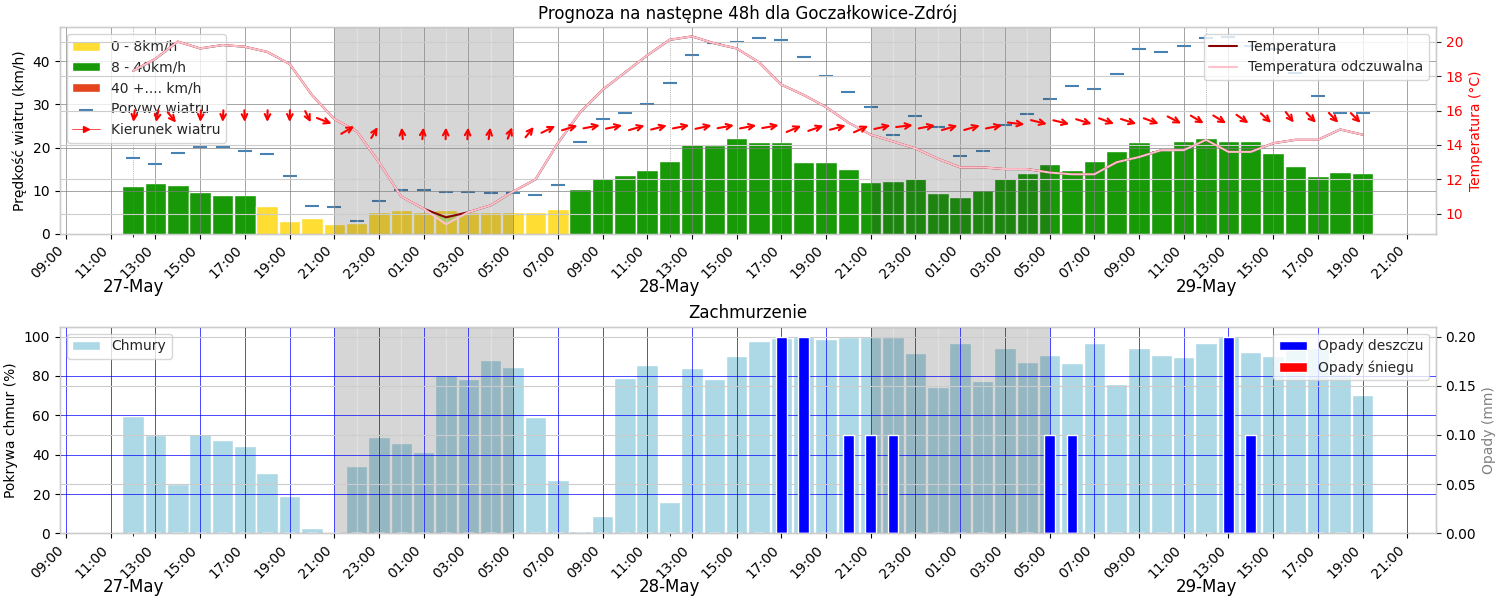 Prognoza na następne 48h dla Goczałkowice-Zdrój
Prędkość wiatru (km/h)
40
30
20
10
0
0 - 8km/h
8 - 40km/h
40 +.... km/h
Porywy wiatru
Kierunek wiatru
Temperatura
Temperatura odczuwalna
20
18
16
14
12
10
Temperatura (°C)
09:00 11:00 13:00 15:00 17:00 19:00 21:00 23:00 01:00 03:00 05:00 07:00 09:00 11:00 13:00 15:00 17:00 19:00 21:00 23:00 01:00 03:00 05:00 07:00 09:00 11:00 13:00 15:00 17:00 19:00 21:00
27-May 28-May 29-May
Zachmurzenie
Pokrywa chmur (%)
100
80
60
40
20
0
Chmury
Opady deszczu
Opady śniegu
0.20
0.15
0.10
0.05
0.00
Opady (mm)
09:00 11:00 13:00 15:00 17:00 19:00 21:00 23:00 01:00 03:00 05:00 07:00 09:00 11:00 13:00 15:00 17:00 19:00 21:00 23:00 01:00 03:00 05:00 07:00 09:00 11:00 13:00 15:00 17:00 19:00 21:00
27-May 28-May 29-May